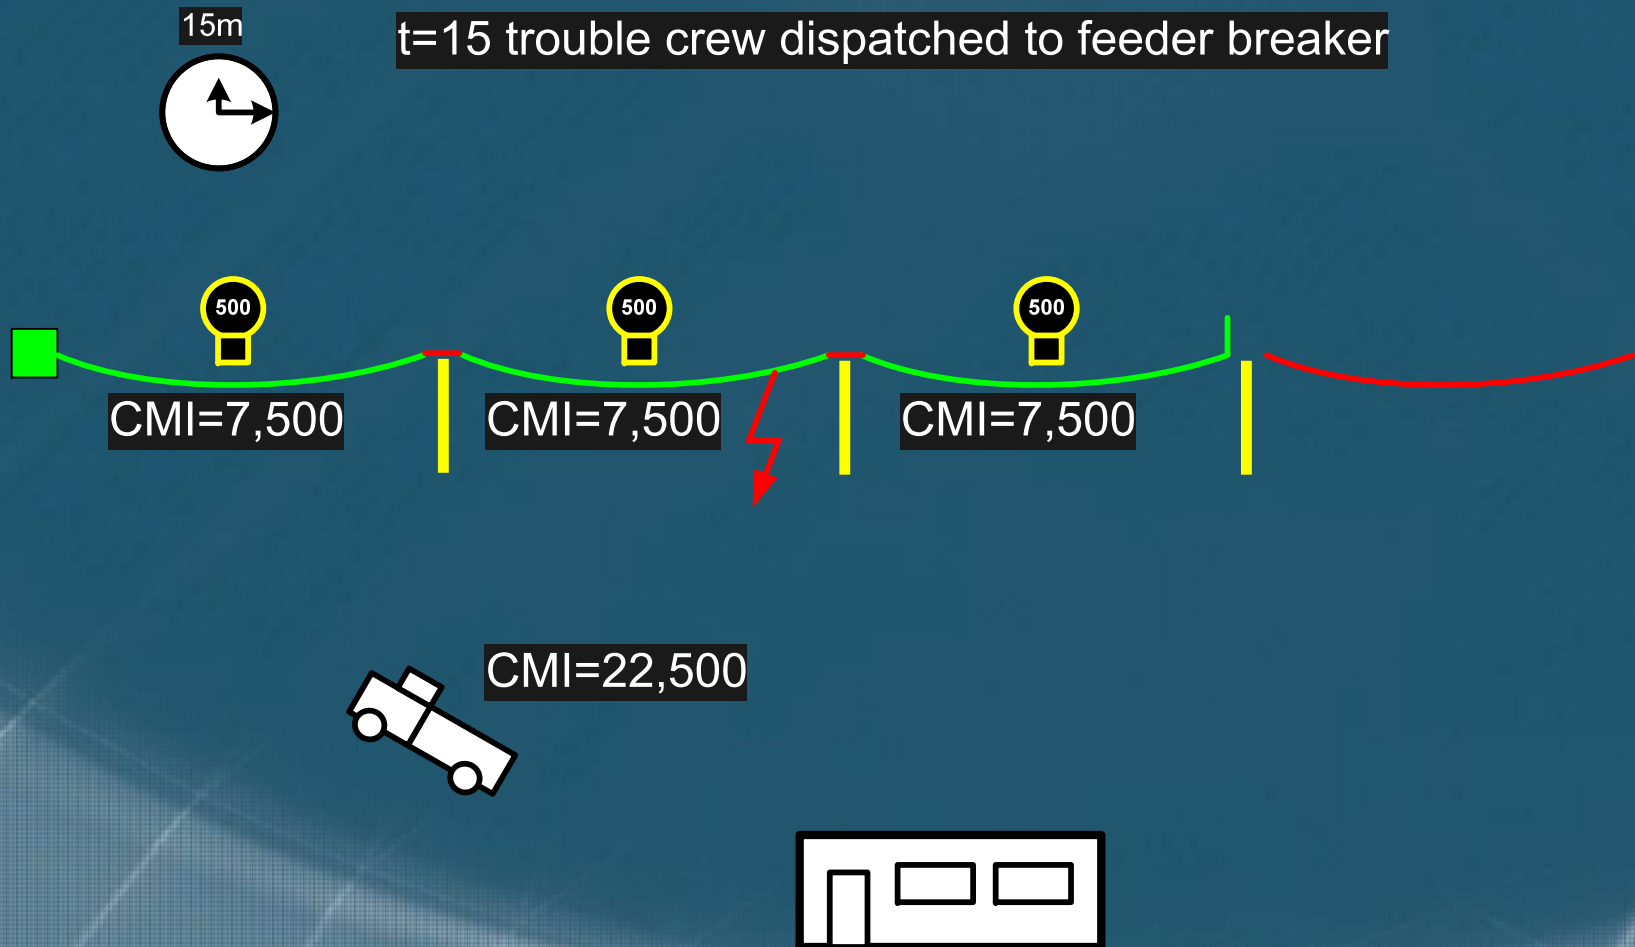 15m
t=15 trouble crew dispatched to feeder breaker
500
500
500
CMI=7,500
CMI=7,500
CMI=7,500
CMI=22,500